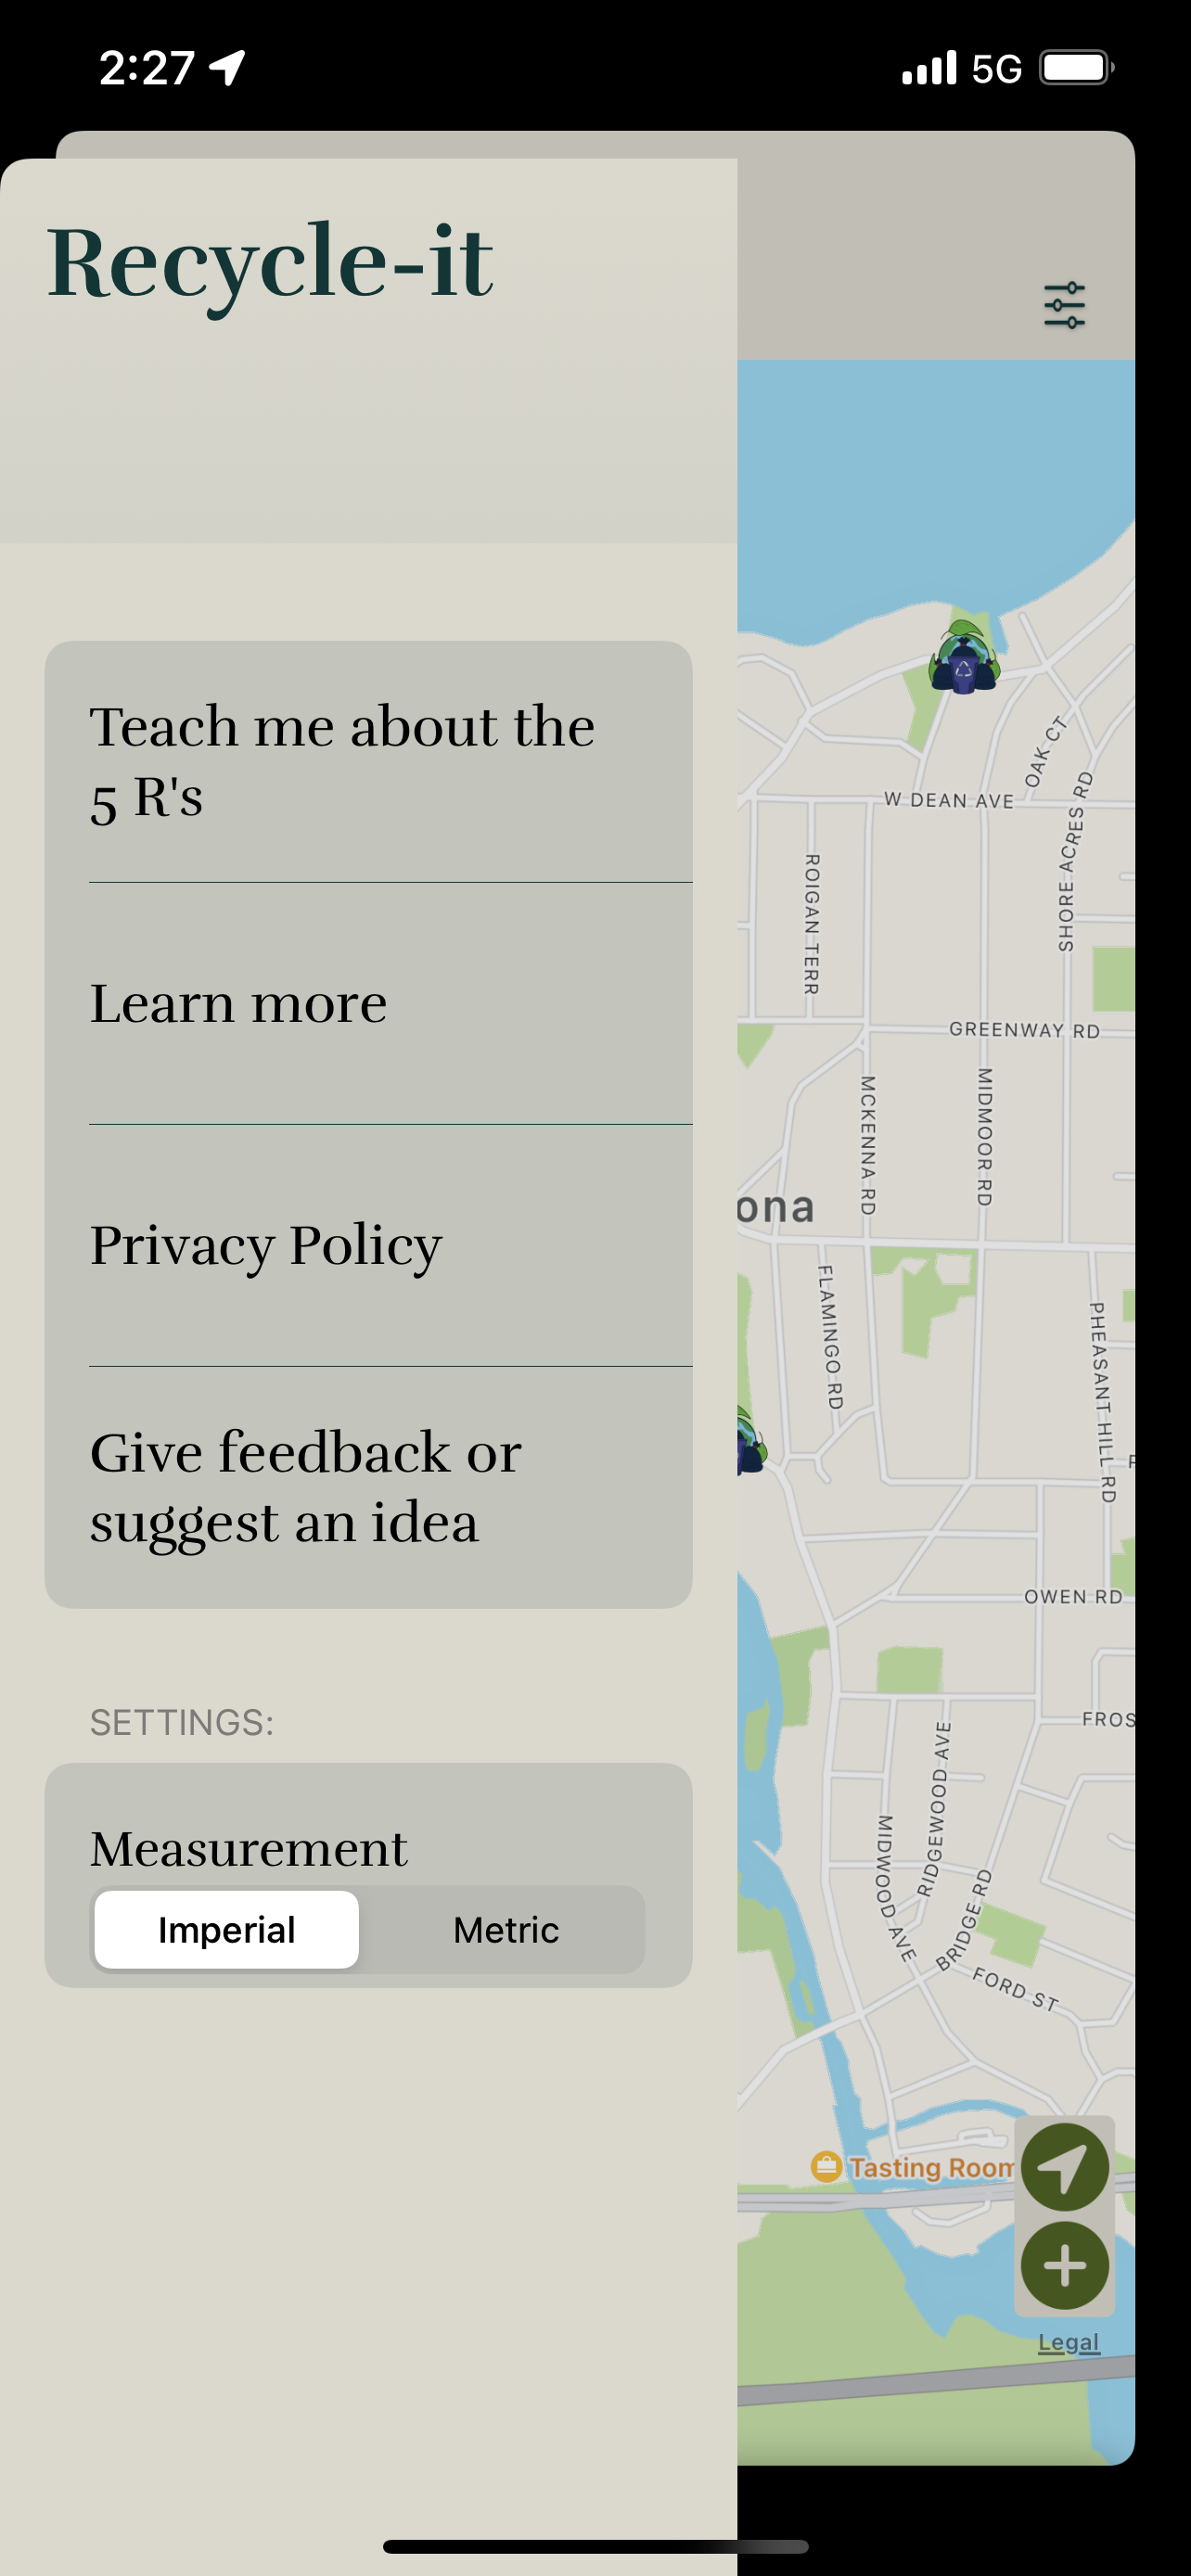 2:27
5G
Recycle-it
Teach me about the
5 R's
Learn more
Privacy Policy
Give feedback or
suggest an idea
SETTINGS:
Measurement
Imperial
Metric
OAK CT
W DEAN AVE
SHORE ACRES RD
ROIGAN TERR
GREENWAY RD
MCKENNA RD
MIDMOOR RD
ona
FLAMINGO RD
PHEASANT HILL RD
OWEN RD
FROS
RIDGEWOOD AVE
MIDWOOD AVE
BRIDGE RD
FORD ST
Tasting Room
Legal